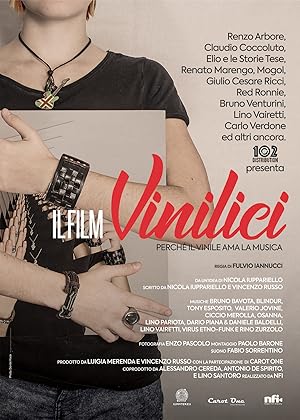 Renzo Arbore,
Claudio Coccoluto,
Elio e le Storie Tese,
Renato Marengo, Mogol,
Giulio Cesare Ricci,
Red Ronnie,
Bruno Venturini,
Lino Vairetti,
Carlo Verdone
ed altri ancora.
102
DISTRIBUTION
presenta
IL FILM Vinilici
PERCHÉ IL VINILE AMA LA MUSICA
REGIA DI FULVIO IANNUCCI
DA UN'IDEA DI NICOLA IUPPARIELLO
SCRITTO DA NICOLA IUPPARIELLO E VINCENZO RUSSO
MUSICHE BRUNO BAVOTA, BLINDUR,
TONY ESPOSITO, VALERIO JOVINE,
CICCIO MEROLLA, OSANNA,
LINO PARIOTA, DARIO PIANA & DANIELE BALDELLI,
LINO VAIRETTI, VIRUS ETNO-FUNK E RINO ZURZOLO
FOTOGRAFIA ENZO PASCOLO MONTAGGIO PAOLO BARONE
SUONO FABIO SORRENTINO
PRODOTTO DA LUIGIA MERENDA E VINCENZO RUSSO CON LA PARTECIPAZIONE DI CAROT ONE
COPRODOTTO DA ALESSANDRO CEREDA, ANTONIO DE SPIRITO,
E LINO SANTORO REALIZZATO DA NFI
Carot One
nfi